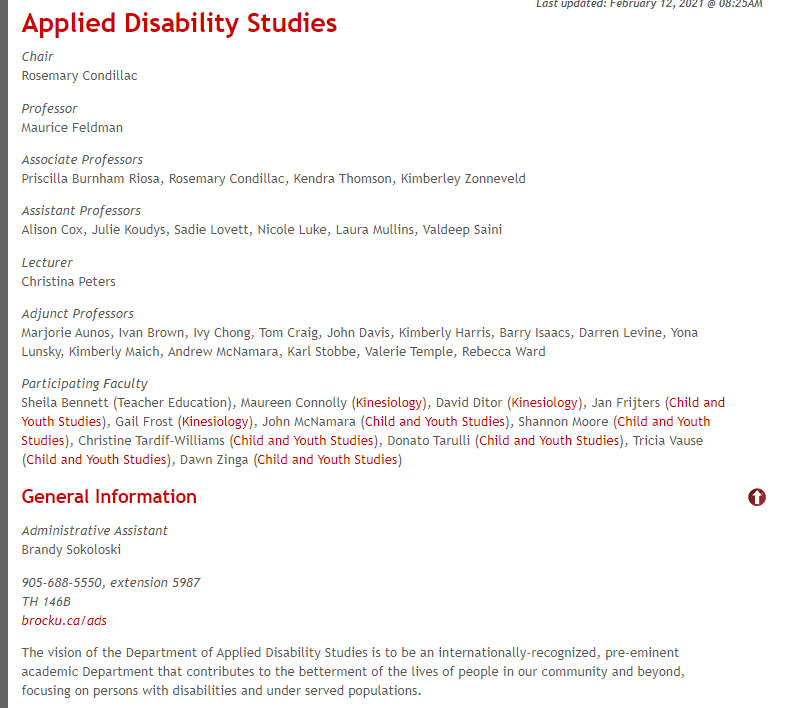 Last updated: February 12, 2021 @ 08:25AM
Applied Disability Studies
Chair
Rosemary Condillac
Professor
Maurice Feldman
Associate Professors
Priscilla Burnham Riosa, Rosemary Condillac, Kendra Thomson, Kimberley Zonneveld
Assistant Professors
Alison Cox, Julie Koudys, Sadie Lovett, Nicole Luke, Laura Mullins, Valdeep Saini
Lecturer
Christina Peters
Adjunct Professors
Marjorie Aunos, Ivan Brown, Ivy Chong, Tom Craig, John Davis, Kimberly Harris, Barry Isaacs, Darren Levine, Yona
Lunsky, Kimberly Maich, Andrew McNamara, Karl Stobbe, Valerie Temple, Rebecca Ward
Participating Faculty
Sheila Bennett (Teacher Education), Maureen Connolly (Kinesiology), David Ditor (Kinesiology), Jan Frijters (Child and
Youth Studies), Gail Frost (Kinesiology), John McNamara (Child and Youth Studies), Shannon Moore (Child and Youth
Studies), Christine Tardif-Williams (Child and Youth Studies), Donato Tarulli (Child and Youth Studies), Tricia Vause
(Child and Youth Studies), Dawn Zinga (Child and Youth Studies)
General Information
Administrative Assistant
Brandy Sokoloski
905-688-5550, extension 5987
TH 146B
brocku.ca/ads
The vision of the Department of Applied Disability Studies is to be an internationally-recognized, pre-eminent
academic Department that contributes to the betterment of the lives of people in our community and beyond,
focusing on persons with disabilities and under served populations.